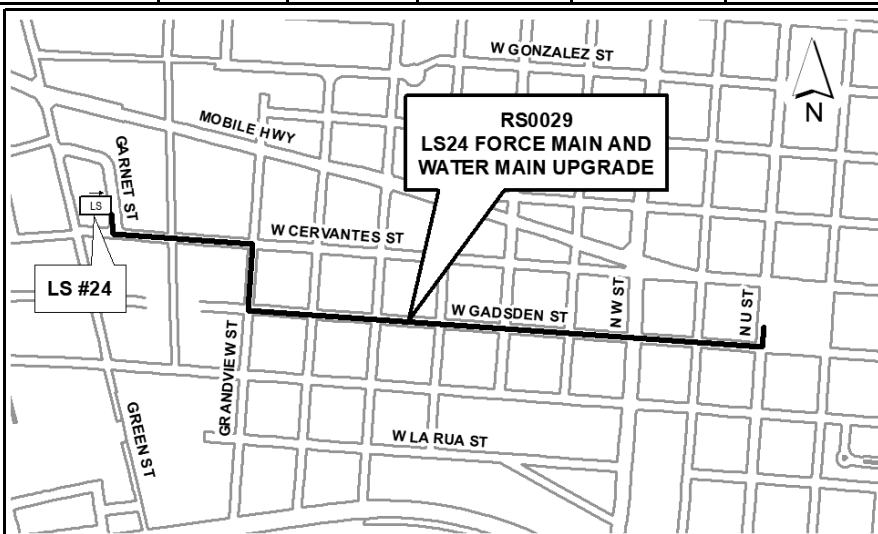 W GONZALEZ ST
RS0029
LS24 FORCE MAIN AND
WATER MAIN UPGRADE
N
MOBILE HWY
GARNET ST
LS
W CERVANTES ST
LS #24
W GADSDEN ST
N W ST
N U ST
GRANDVIEW ST
GREEN ST
W LA RUA ST